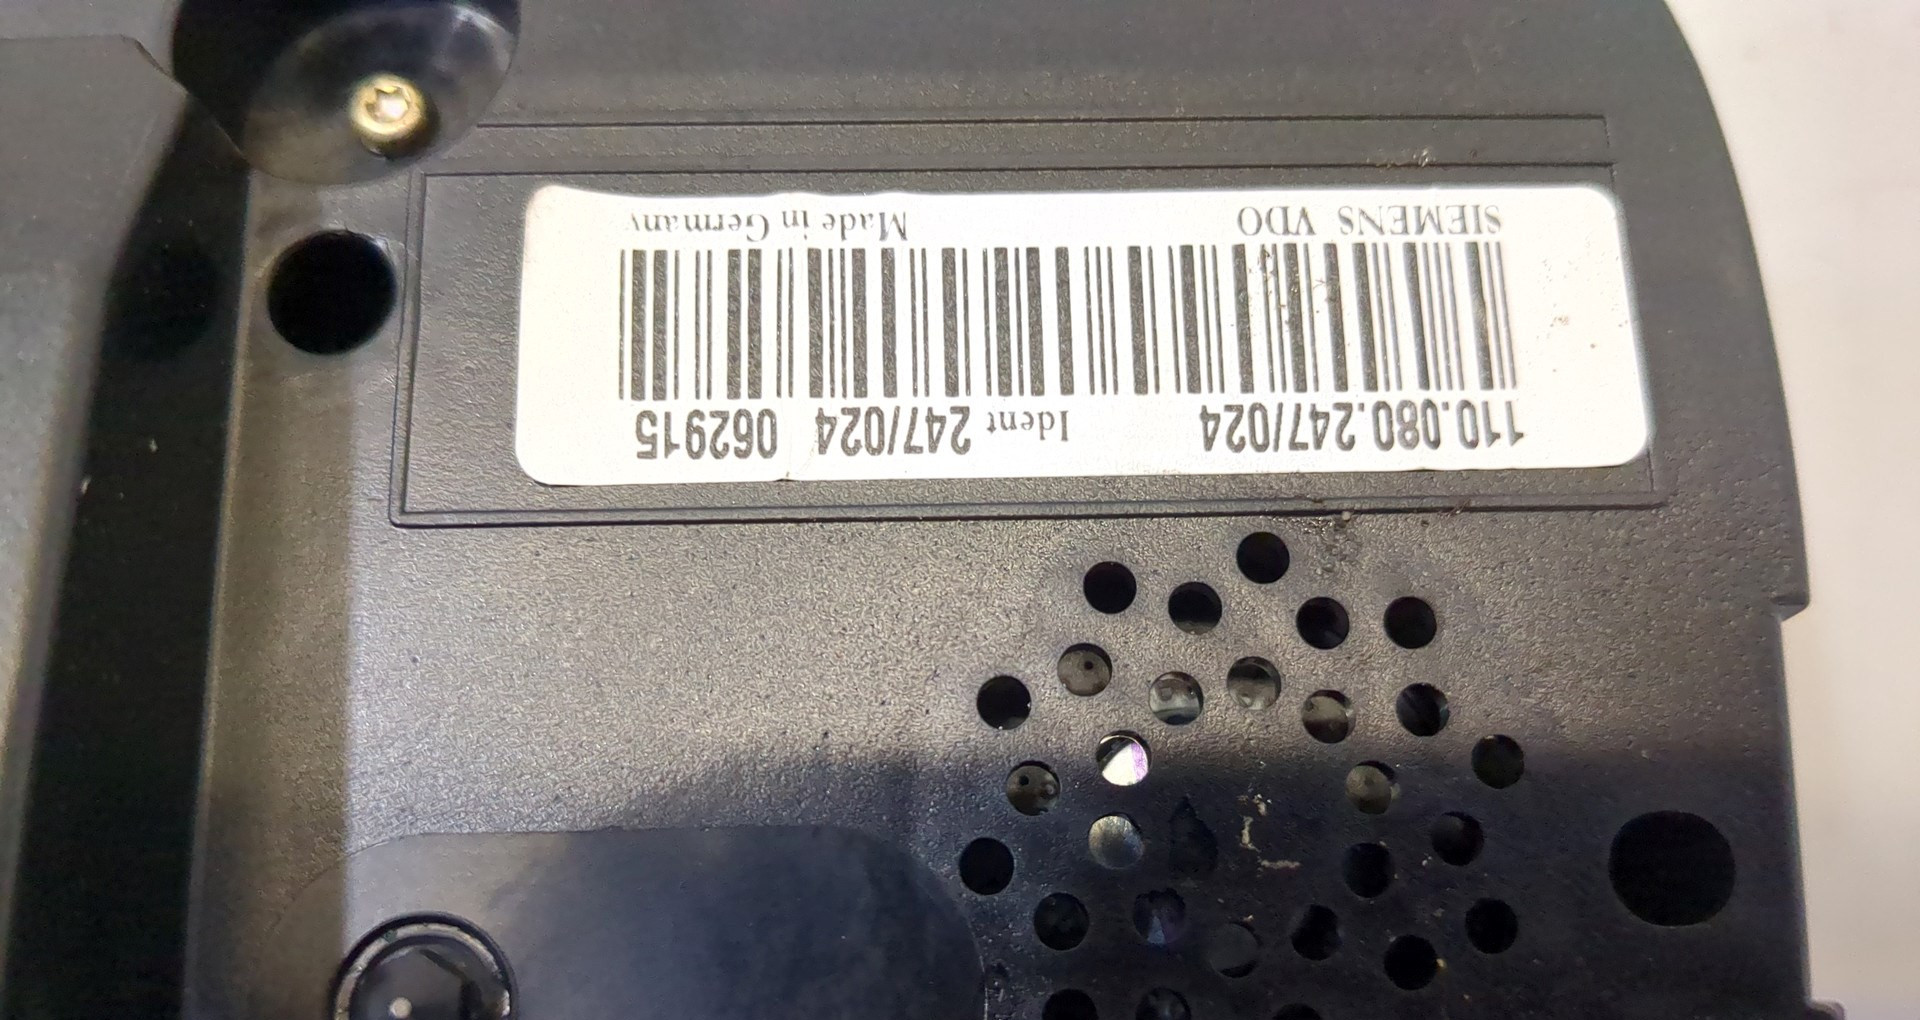 110.080.247/024 Ident 247/024 062915
SIEMENS VDO Made in Germany